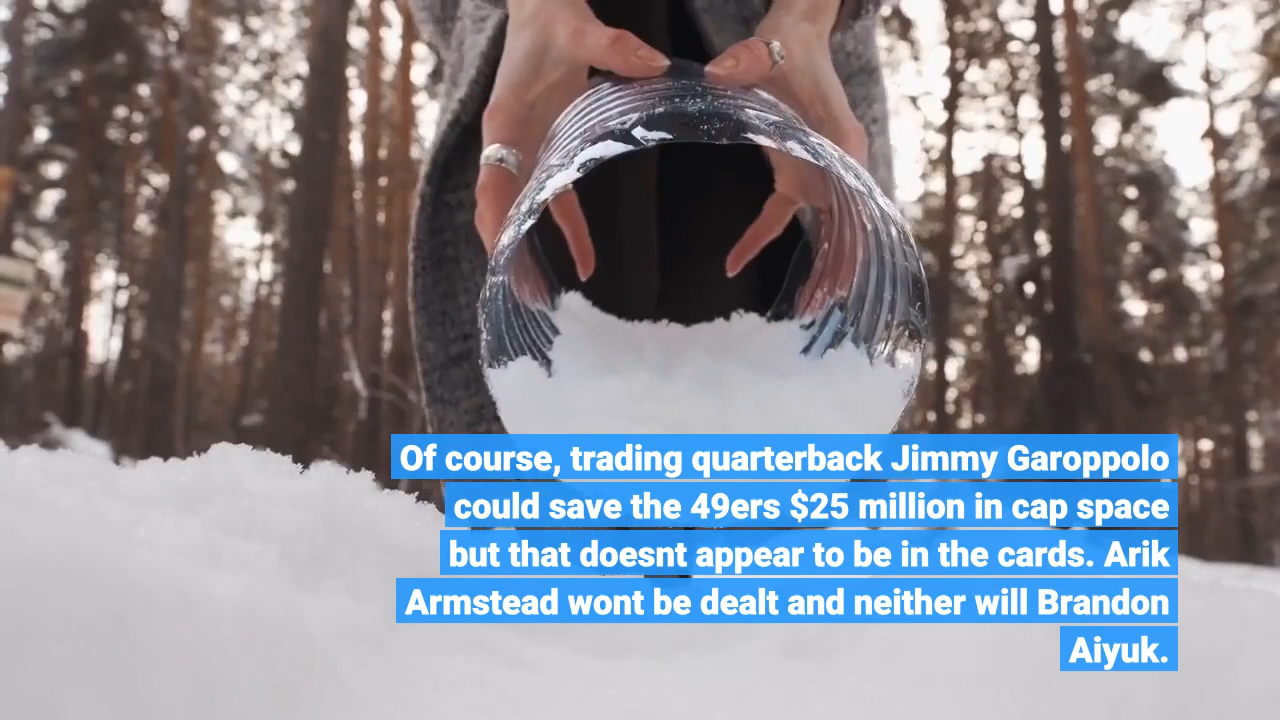 Of course, trading quarterback Jimmy Garoppolo
could save the 49ers $25 million in cap space
but that doesnt appear to be in the cards. Arik
Armstead wont be dealt and neither will Brandon
Aiyuk.